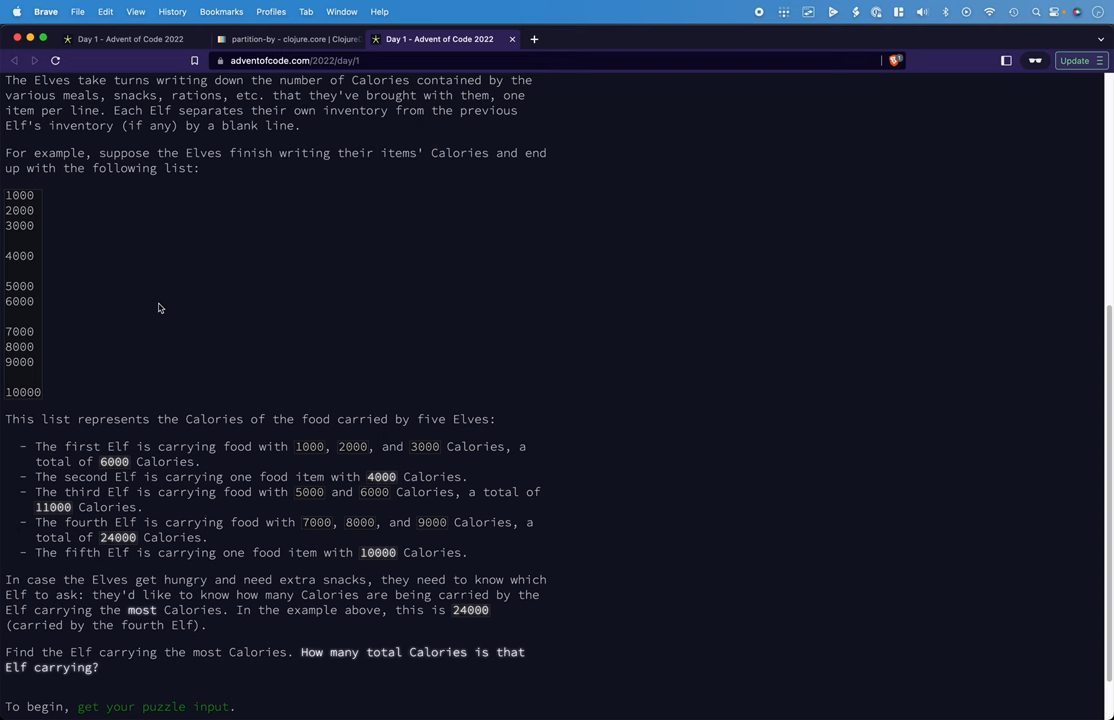 Brave File Edit View History Bookmarks Profiles Tab Window Help
Day 1 - Advent of Code 2022
partition-by - clojure.core | Clojure
Day 1 - Advent of Code 2022
adventofcode.com/2022/day/1
1
Update
The Elves take turns writing down the number of Calories contained by the
various meals, snacks, rations, etc. that they've brought with them, one
item per line. Each Elf separates their own inventory from the previous
Elf's inventory (if any) by a blank line.
For example, suppose the Elves finish writing their items' Calories and end
up with the following list:
1000
2000
3000
4000
5000
6000
7000
8000
9000
10000
This list represents the Calories of the food carried by five Elves:
- The first Elf is carrying food with 1000, 2000, and 3000 Calories, a
total of 6000 Calories.
- The second Elf is carrying one food item with 4000 Calories.
- The third Elf is carrying food with 5000 and 6000 Calories, a total of
11000 Calories.
- The fourth Elf is carrying food with 7000, 8000, and 9000 Calories, a
total of 24000 Calories.
- The fifth Elf is carrying one food item with 10000 Calories.
In case the Elves get hungry and need extra snacks, they need to know which
Elf to ask: they'd like to know how many Calories are being carried by the
Elf carrying the most Calories. In the example above, this is 24000
(carried by the fourth Elf).
Find the Elf carrying the most Calories. How many total Calories is that
Elf carrying?
To begin, get your puzzle input.